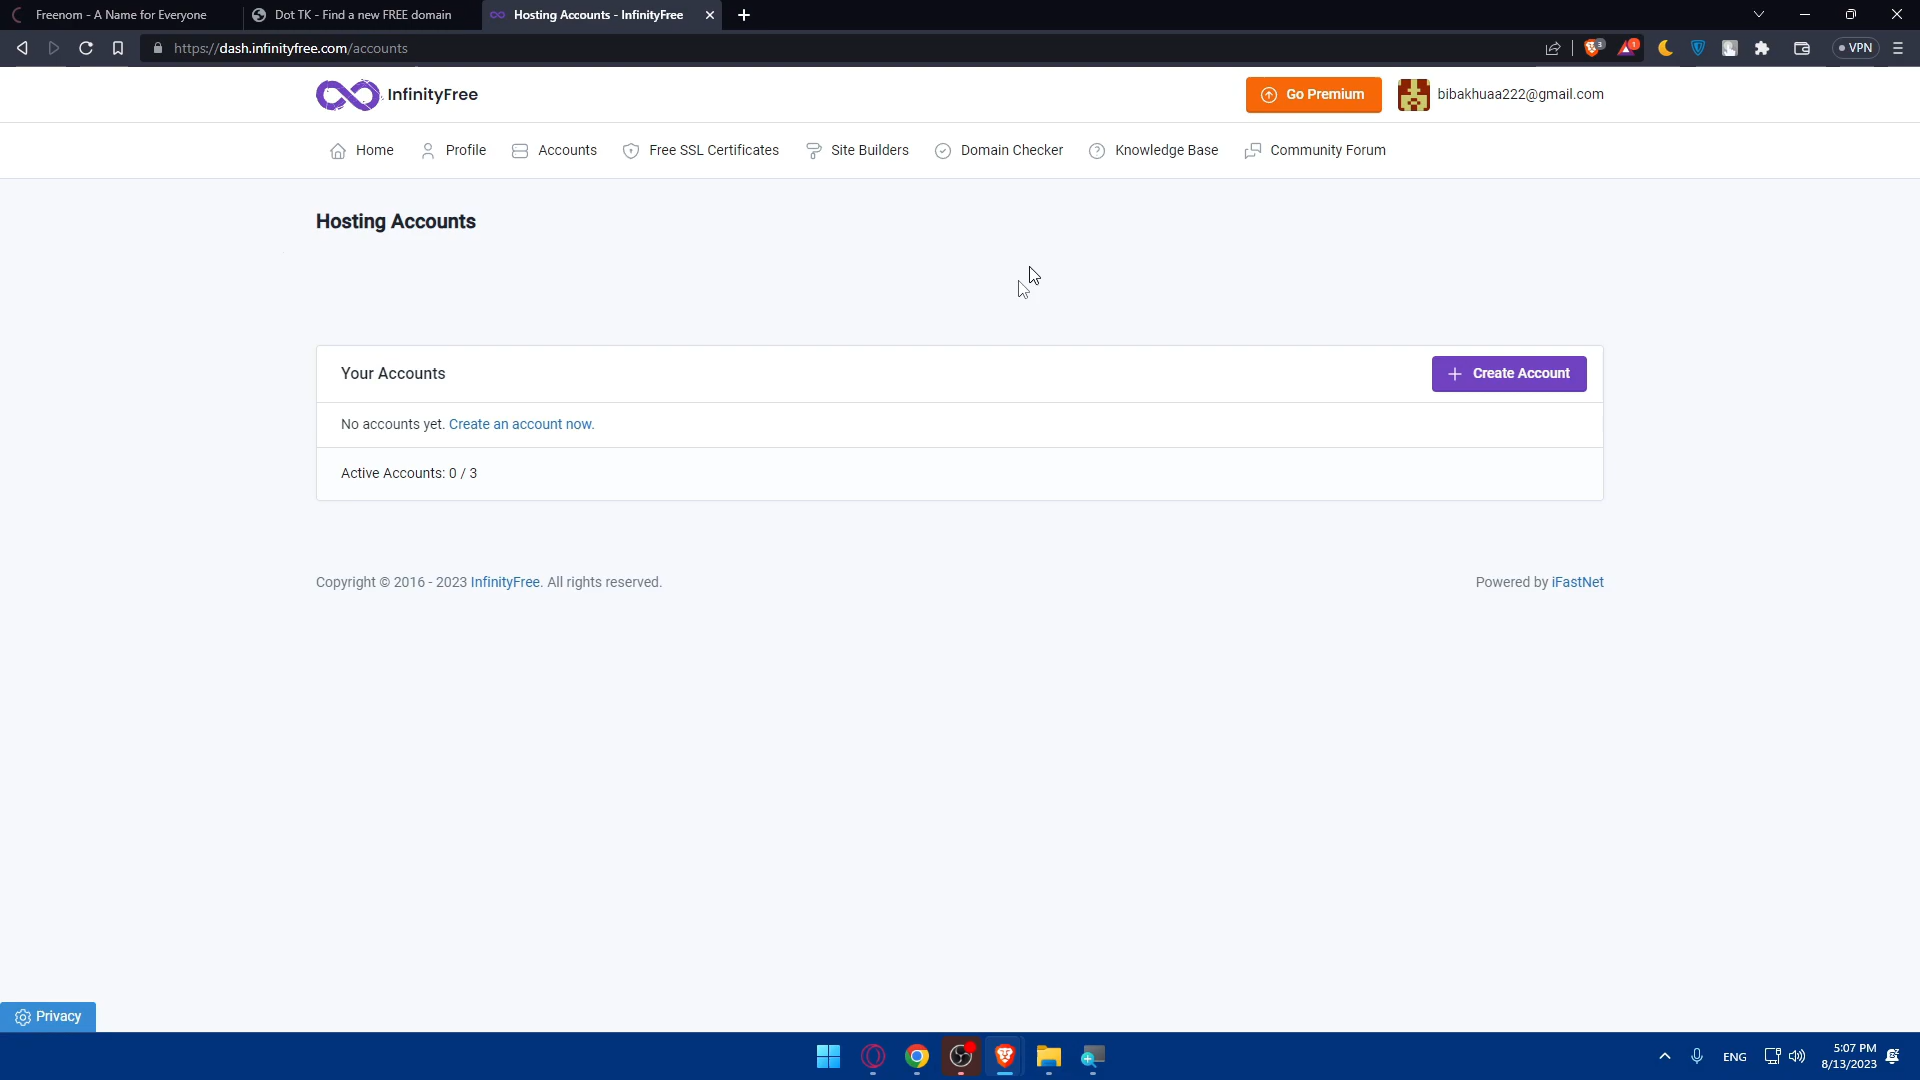 Freenom - A Name for Everyone
Dot TK - Find a new FREE domain
Hosting Accounts - InfinityFree
https://dash.infinityfree.com/accounts
3
1
VPN
InfinityFree
Go Premium
bibakhuaa222@gmail.com
Home
Profile
Accounts
Free SSL Certificates
Site Builders
Domain Checker
Knowledge Base
Community Forum
Hosting Accounts
Your Accounts
Create Account
No accounts yet. Create an account now.
Active Accounts: 0 / 3
Copyright © 2016 - 2023 InfinityFree. All rights reserved.
Powered by iFastNet
Privacy
ENG
5:07 PM
8/13/2023